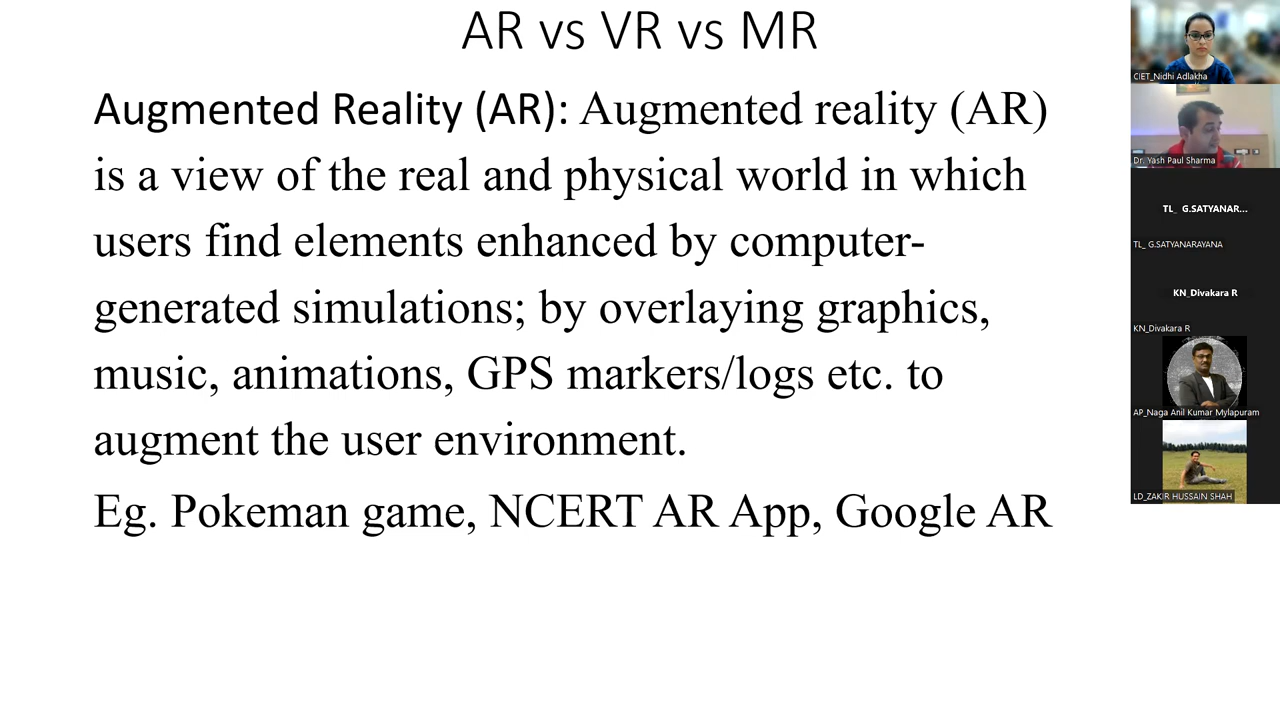 AR vs VR vs MR
Augmented Reality (AR): Augmented reality (AR)
is a view of the real and physical world in which
users find elements enhanced by computer-
generated simulations; by overlaying graphics,
music, animations, GPS markers/logs etc. to
augment the user environment.
Eg. Pokeman game, NCERT AR App, Google AR
CIET_Nidhi Adlakha
Dr. Yash Paul Sharma
TL_ G.SATYANAR...
TL_ G.SATYANARAYANA
KN_Divakara R
KN_Divakara R
AP_Naga Anil Kumar Mylapuram
LD_ZAKIR HUSSAIN SHAH